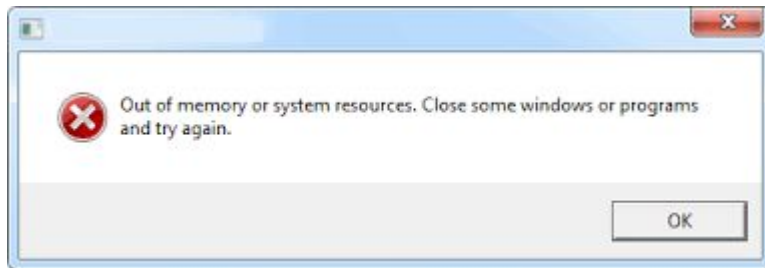 Out of memory or system resources. Close some windows or programs
and try again.
OK